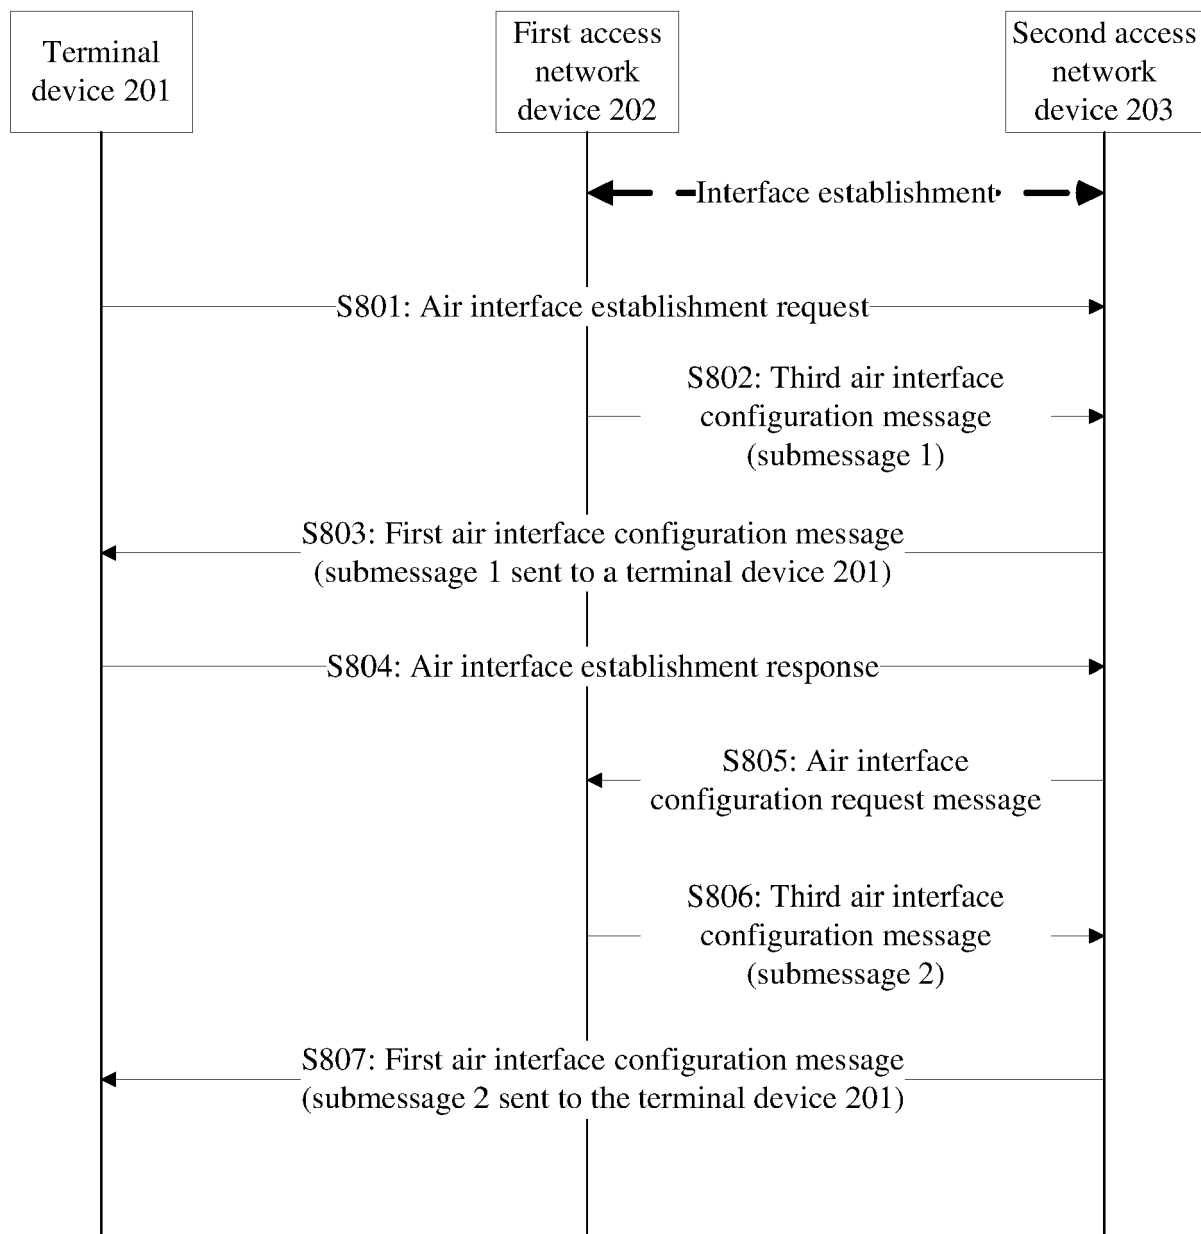 Terminal
device 201
First access
network
device 202
Second access
network
device 203
Interface establishment
S801: Air interface establishment request
S802: Third air interface
configuration message
(submessage 1)
S803: First air interface configuration message
(submessage 1 sent to a terminal device 201)
S804: Air interface establishment response
S805: Air interface
configuration request message
S806: Third air interface
configuration message
(submessage 2)
S807: First air interface configuration message
(submessage 2 sent to the terminal device 201)